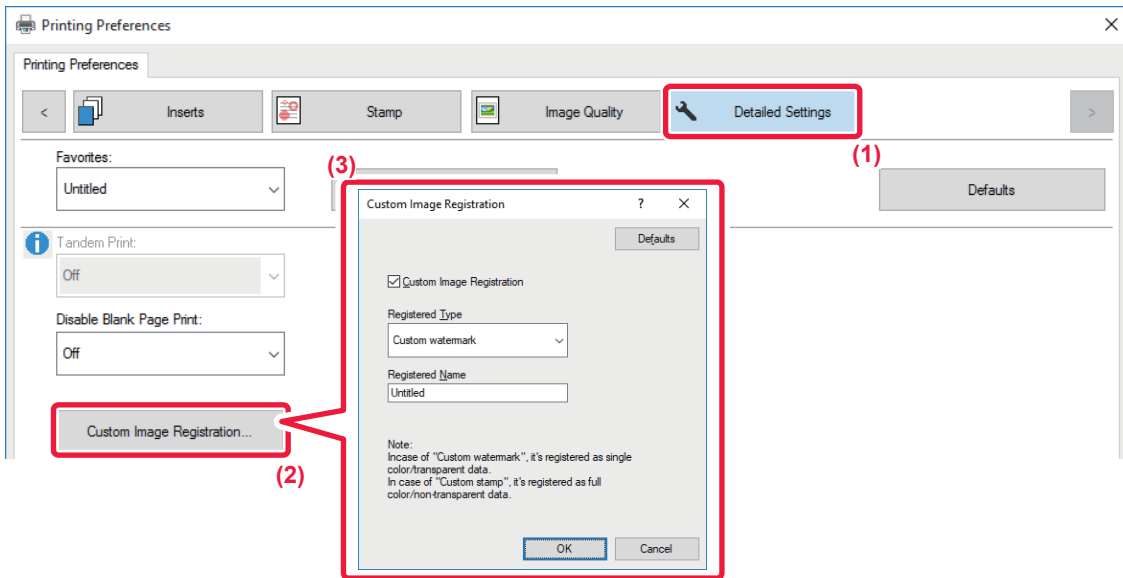 Printing Preferences
Printing Preferences
< Inserts Stamp Image Quality Detailed Settings >
(1)
Favorites:
Untitled
Defaults
(3)
Tandem Print:
Off
Disable Blank Page Print:
Off
Custom Image Registration...
(2)
Custom Image Registration ?
Defaults
Custom Image Registration
Registered Type
Custom watermark
Registered Name
Untitled
Note:
Incase of "Custom watermark", it's registered as single
color/transparent data.
In case of "Custom stamp", it's registered as full
color/non-transparent data.
OK Cancel